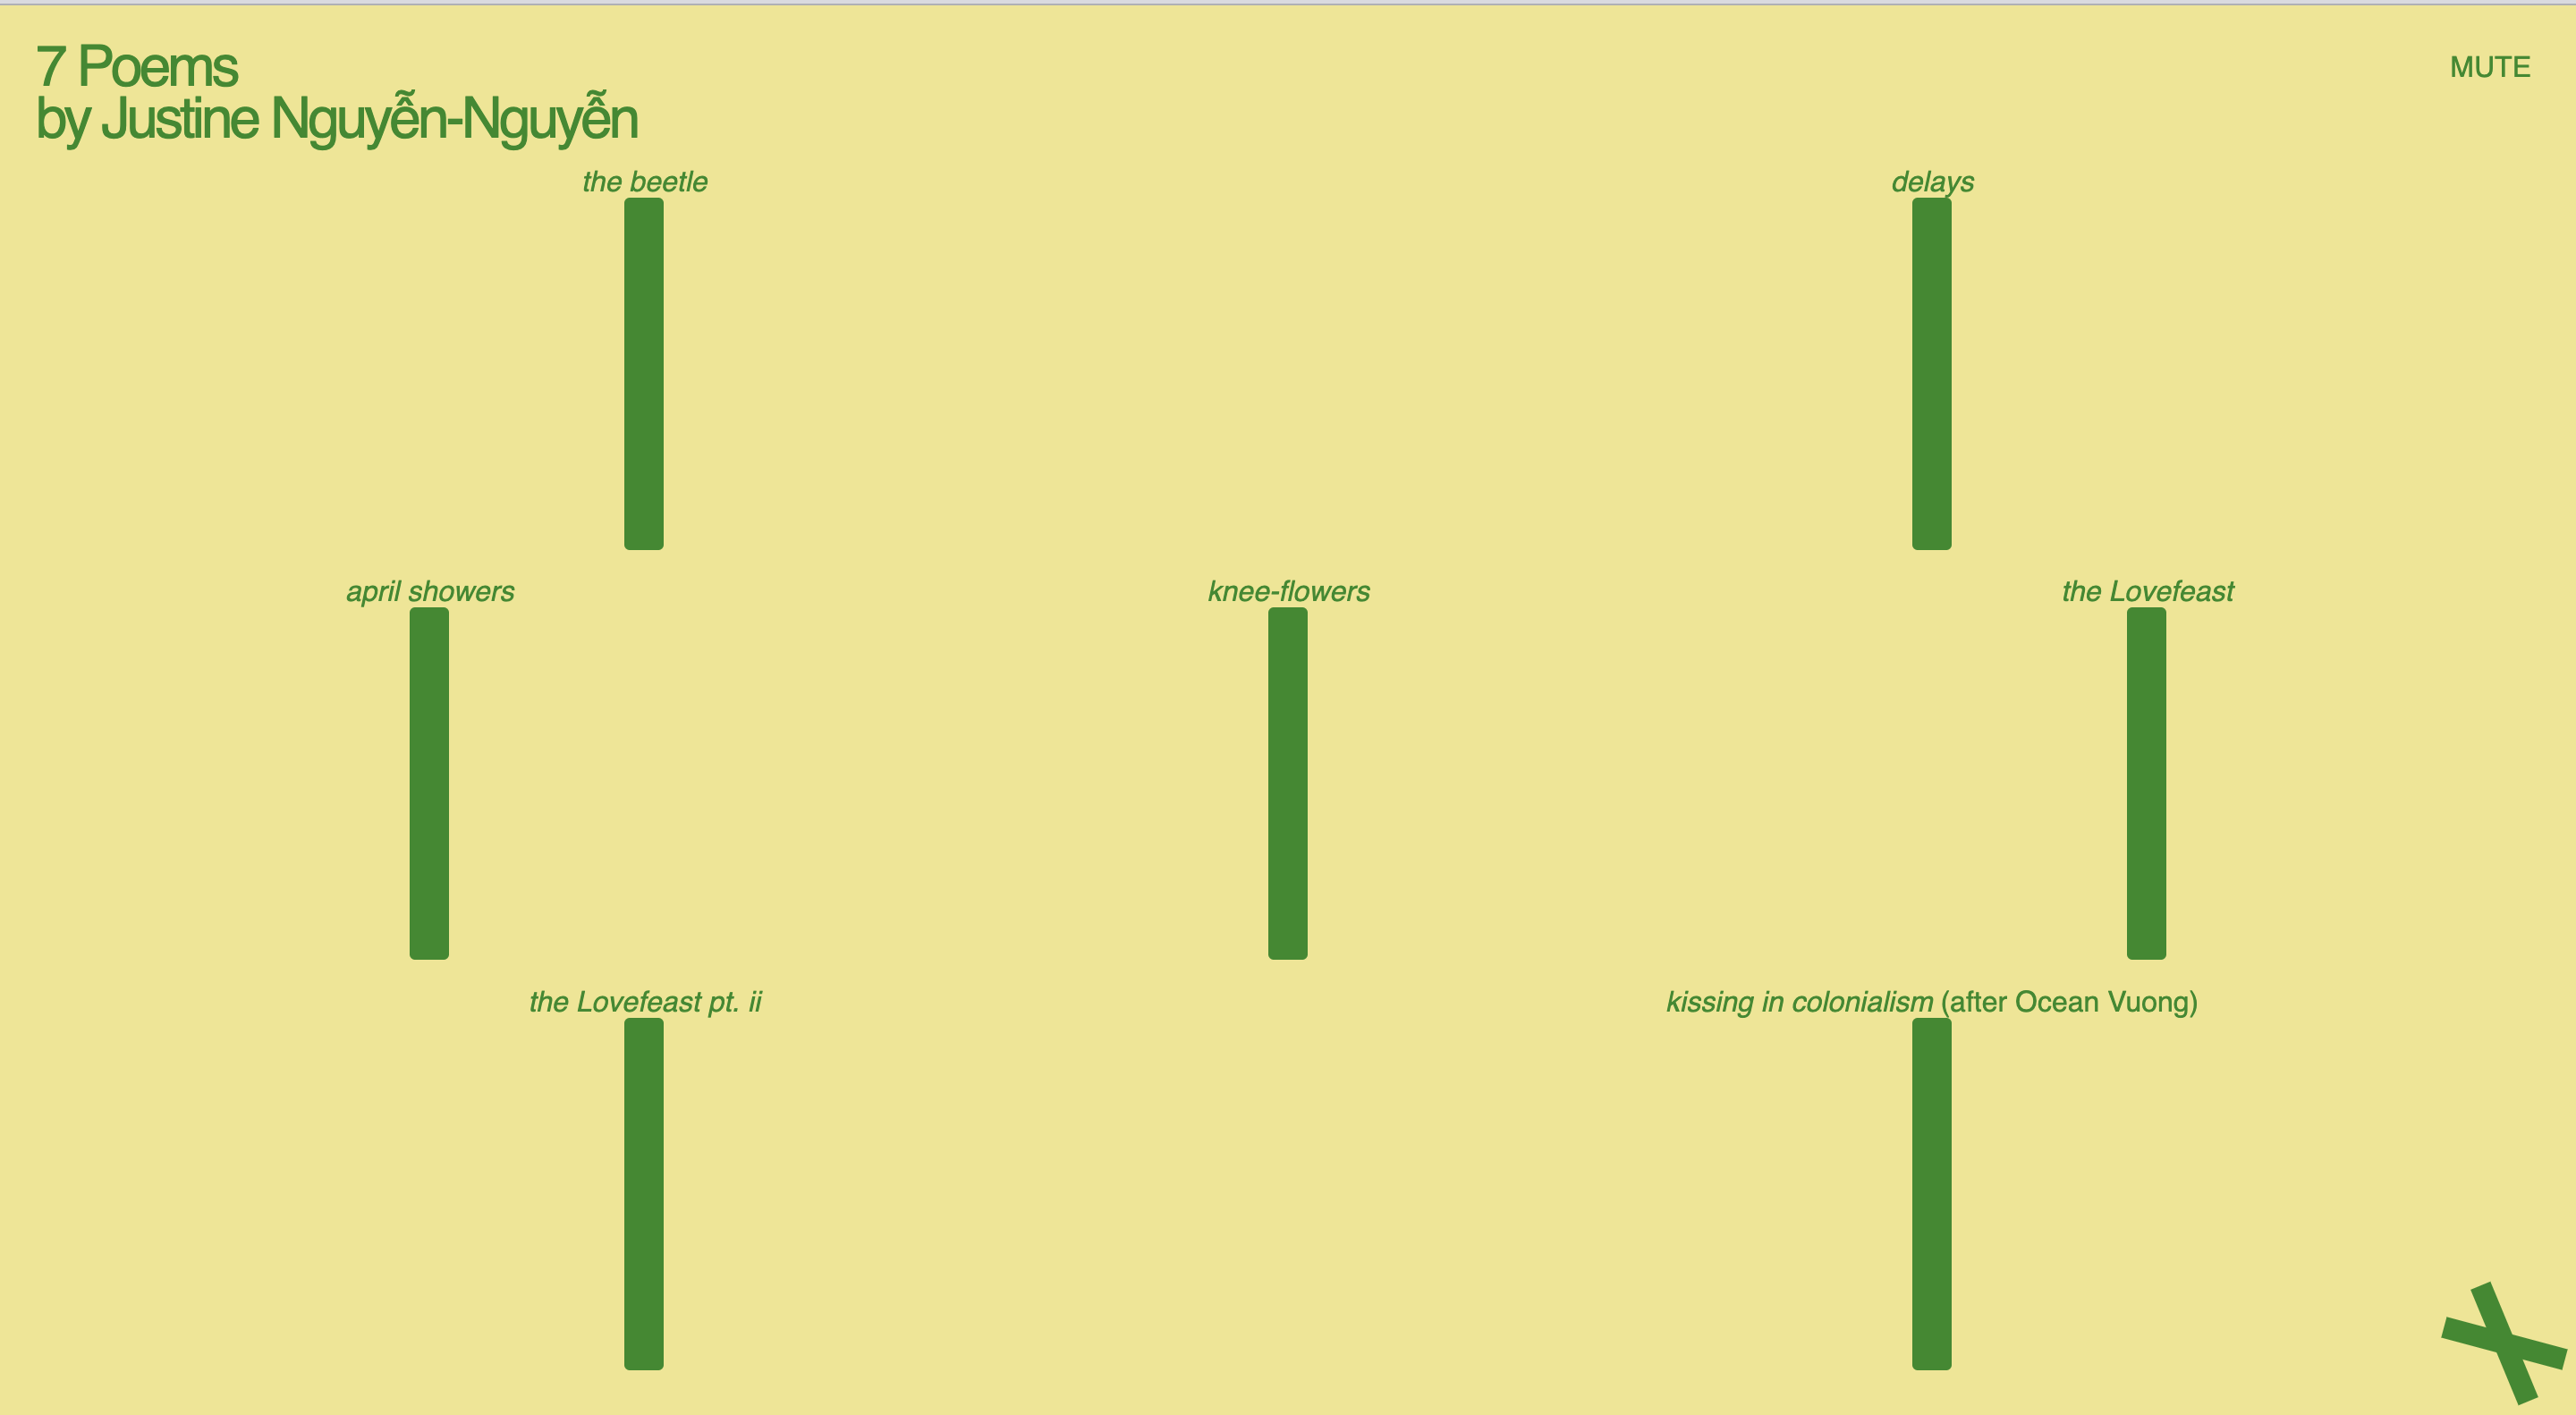 7 Poems
by Justine Nguyễn-Nguyễn
MUTE
the beetle
delays
april showers
knee-flowers
the Lovefeast
the Lovefeast pt. ii
kissing in colonialism (after Ocean Vuong)